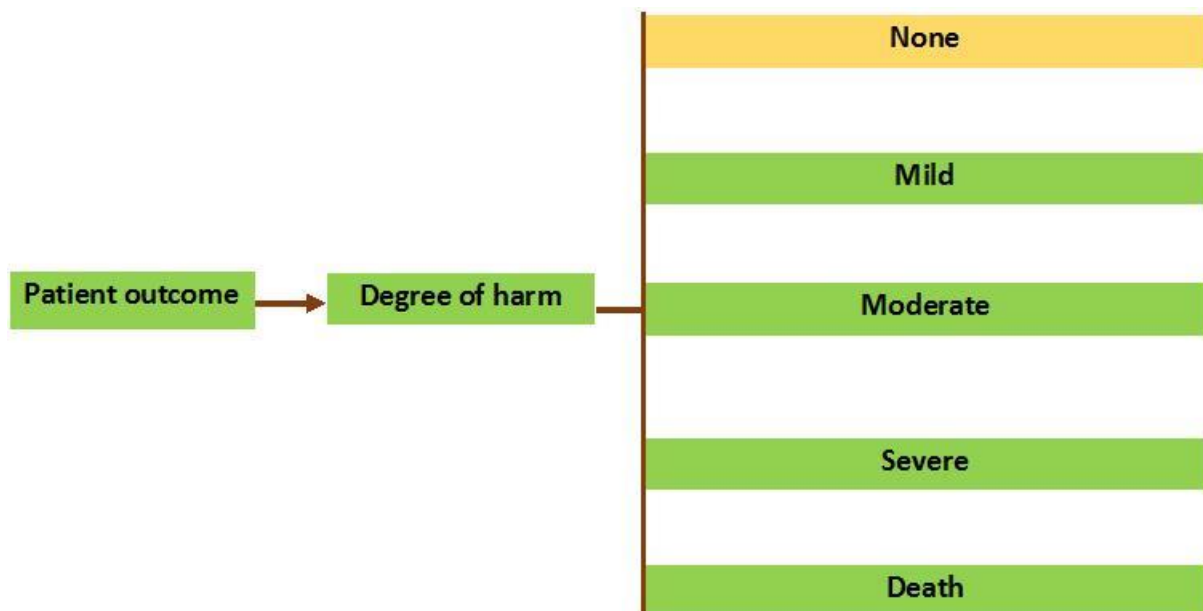 None
Mild
Patient outcome
Degree of harm
Moderate
Severe
Death